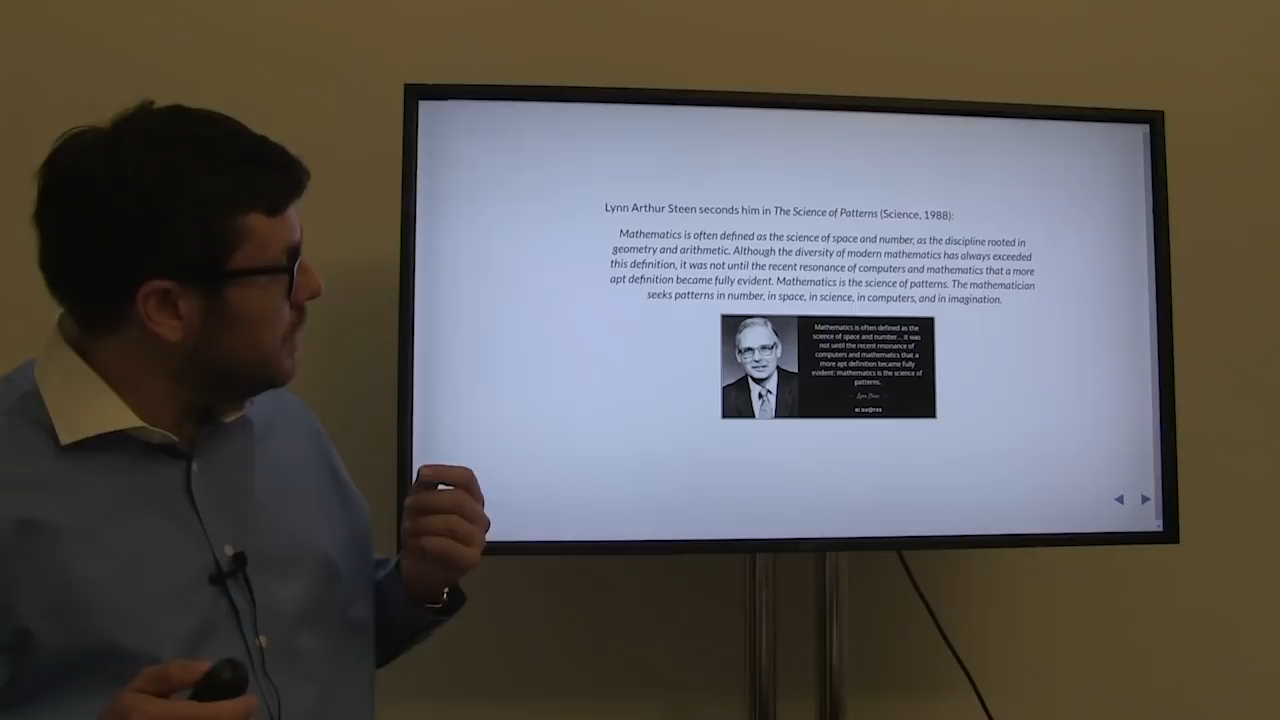 Lynn Arthur Steen seconds him in The Science of Patterns (Science, 1988):
Mathematics is often defined as the science of space and number, as the discipline rooted in
geometry and arithmetic. Although the diversity of modern mathematics has always exceeded
this definition, it was not until the recent resonance of computers and mathematics that a more
apt definition became fully evident. Mathematics is the science of patterns. The mathematician
seeks patterns in number, in space, in science, in computers, and in imagination.
Mathematics is often defined as the
science of space and number ... it was
not until the recent resonance of
computers and mathematics that a
more apt definition became fully
evident: mathematics is the science of
patterns.
Lynn Steen
AZ QUOTES